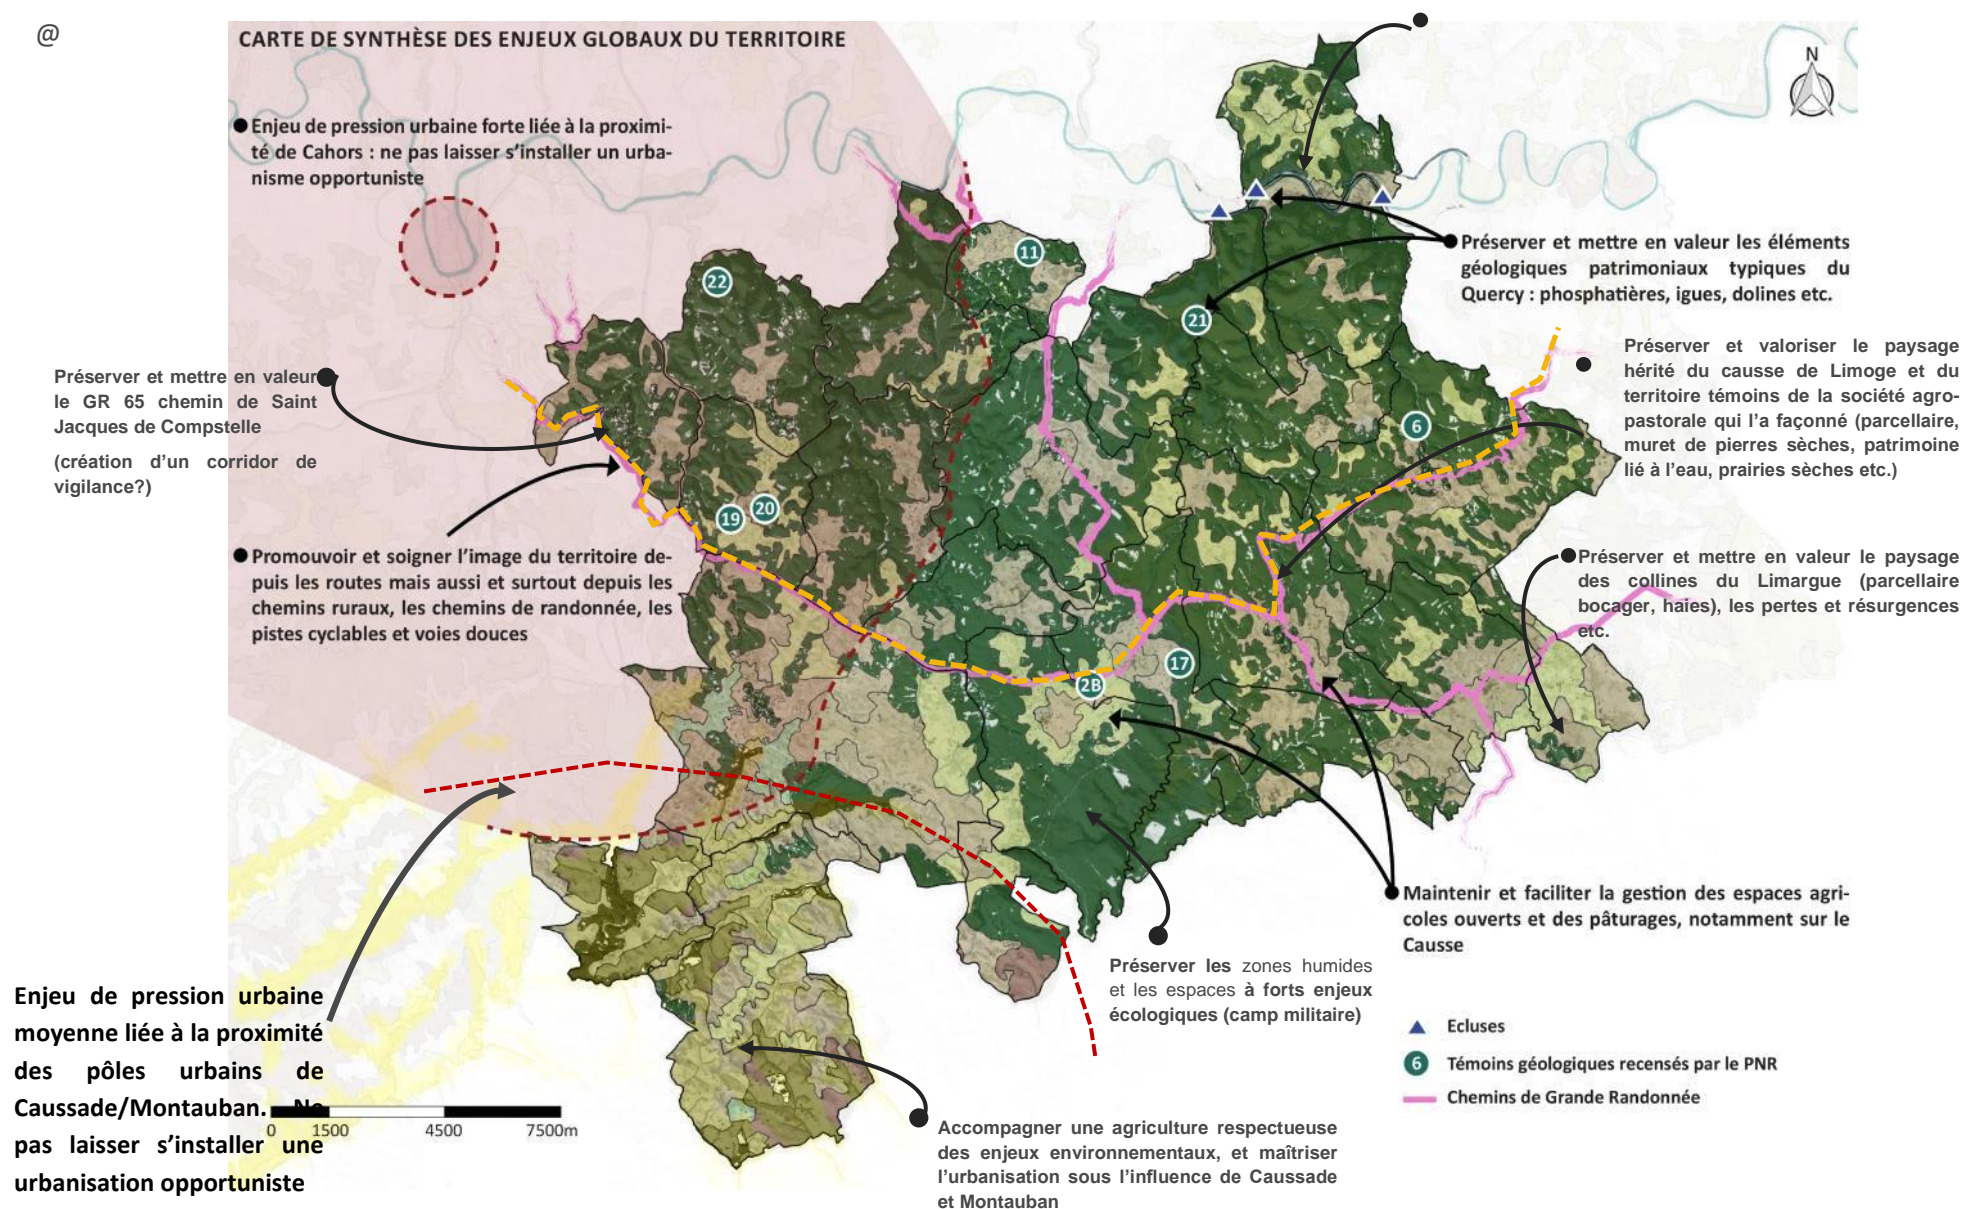 @
CARTE DE SYNTHÈSE DES ENJEUX GLOBAUX DU TERRITOIRE
N
Enjeu de pression urbaine forte liée à la proximi-
té de Cahors : ne pas laisser s'installer un urba-
nisme opportuniste
Préserver et mettre en valeur les éléments
géologiques patrimoniaux typiques du
Quercy : phosphatières, igues, dolines etc.
11
22
21
6
19
20
17
2B
Préserver et valoriser le paysage
hérité du causse de Limoge et du
territoire témoins de la société agro-
pastorale qui l'a façonné (parcellaire,
muret de pierres sèches, patrimoine
lié à l'eau, prairies sèches etc.)
Préserver et mettre en valeur
le GR 65 chemin de Saint
Jacques de Compstelle
(création d'un corridor de
vigilance?)
Promouvoir et soigner l'image du territoire de-
puis les routes mais aussi et surtout depuis les
chemins ruraux, les chemins de randonnée, les
pistes cyclables et voies douces
Préserver et mettre en valeur le paysage
des collines du Limargue (parcellaire
bocager, haies), les pertes et résurgences
etc.
Maintenir et faciliter la gestion des espaces agri-
coles ouverts et des pâturages, notamment sur le
Causse
Préserver les zones humides
et les espaces à forts enjeux
écologiques (camp militaire)
Enjeu de pression urbaine
moyenne liée à la proximité
des pôles urbains de
Caussade/Montauban. Ne
pas laisser s'installer une
urbanisation opportuniste
0 1500 4500 7500m
Accompagner une agriculture respectueuse
des enjeux environnementaux, et maîtriser
l'urbanisation sous l'influence de Caussade
et Montauban
Ecluses
6 Témoins géologiques recensés par le PNR
Chemins de Grande Randonnée